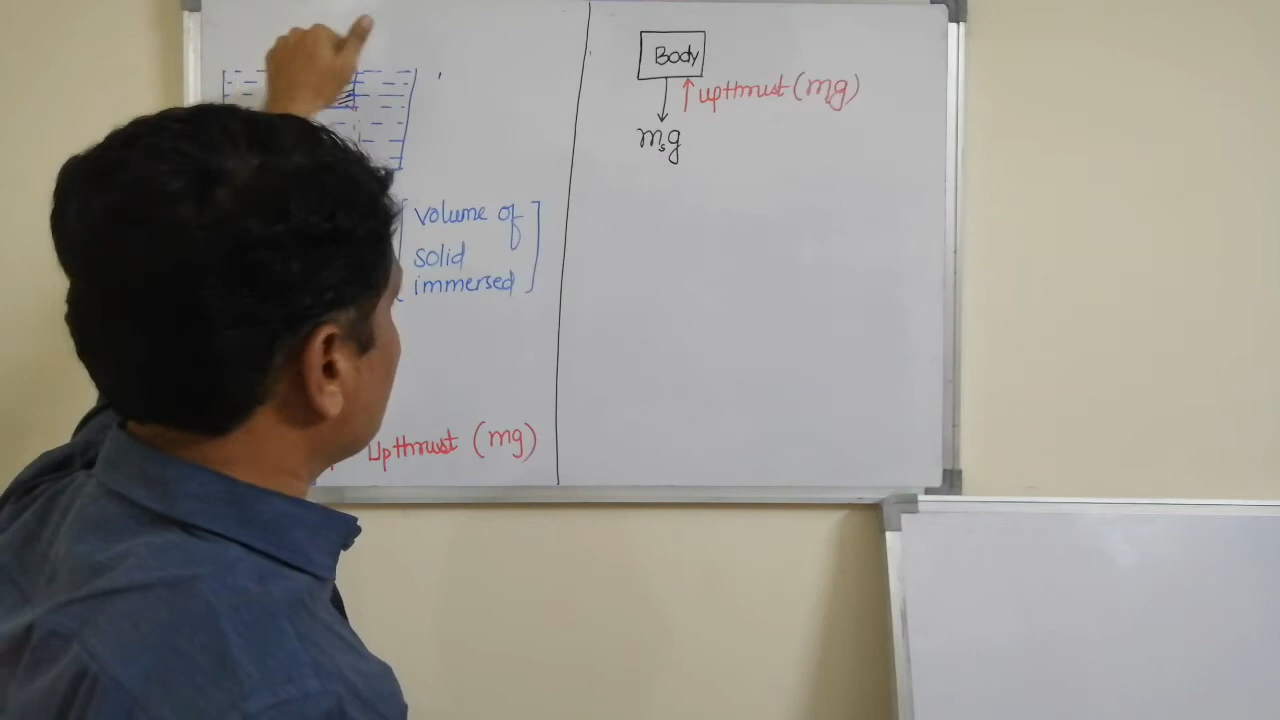 volume of
solid
immersed
Upthrust (mg)
Body
upthrust (mg)
msg